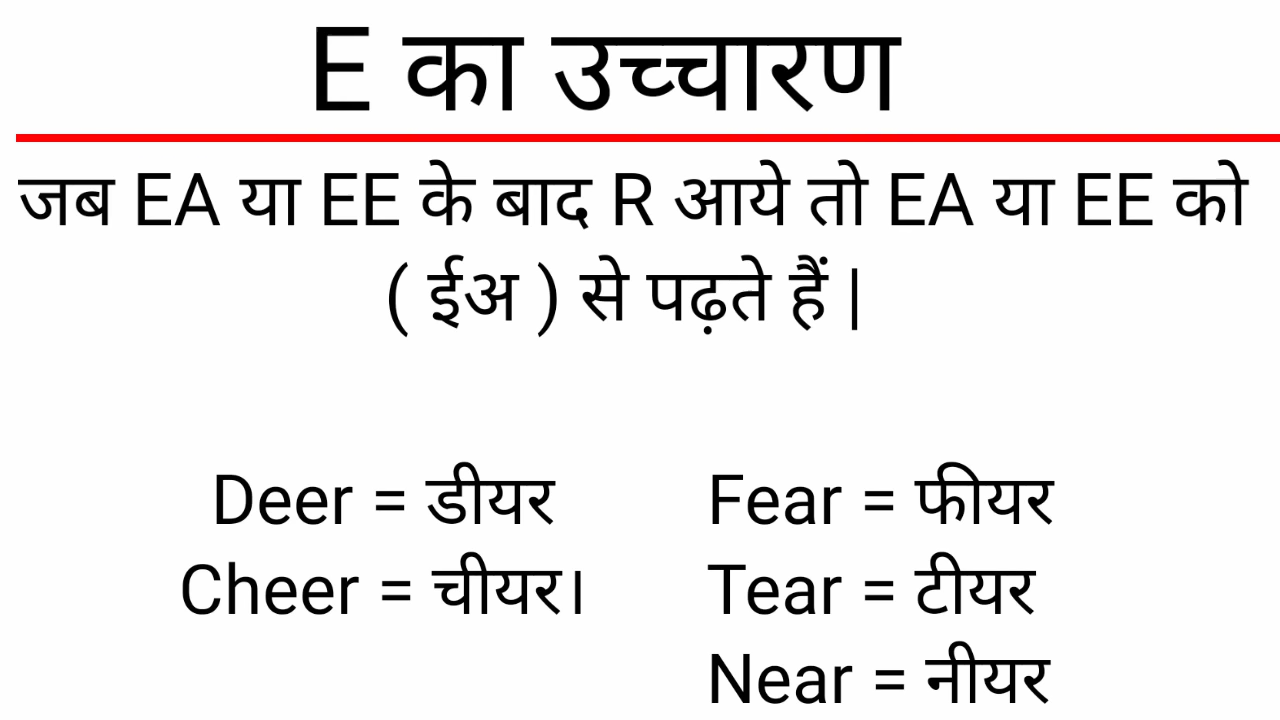 E का उच्चारण
जब EA या EE के बाद R आये तो EA या EE को
( ईअ ) से पढ़ते हैं |
Deer = डीयर
Cheer = चीयर।
Fear = फीयर
Tear = टीयर
Near = नीयर